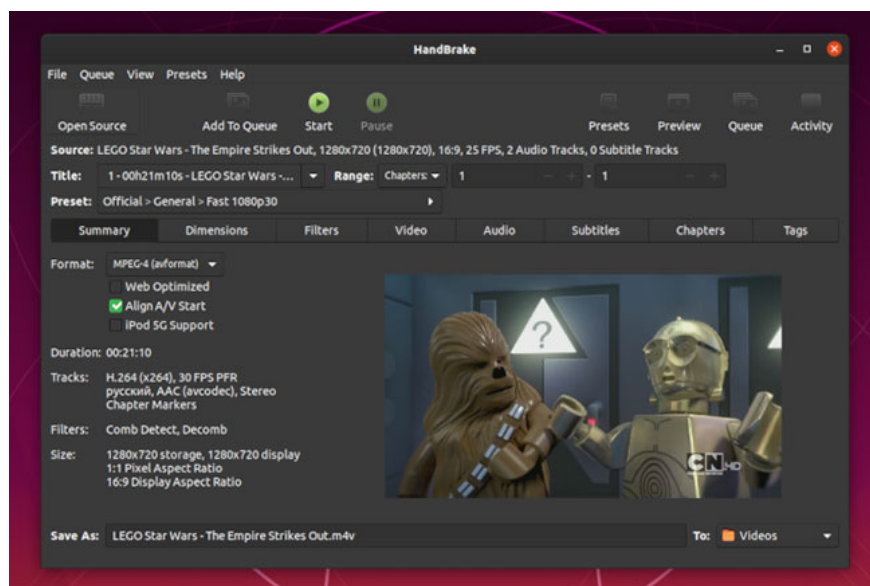 HandBrake
File Queue View Presets Help
Open Source Add To Queue Start Pause Presets Preview Queue Activity
Source: LEGO Star Wars - The Empire Strikes Out, 1280x720 (1280x720), 16:9, 25 FPS, 2 Audio Tracks, 0 Subtitle Tracks
Title: 1 - 00h21m10s - LEGO Star Wars -... Range: Chapters: 1 - + - 1 - +
Preset: Official > General > Fast 1080p30
Summary Dimensions Filters Video Audio Subtitles Chapters Tags
Format: MPEG-4 (avformat)
Web Optimized
Align A/V Start
iPod 5G Support
?
Duration: 00:21:10
Tracks: H.264 (x264), 30 FPS PFR
русский, AAC (avcodec), Stereo
Chapter Markers
Filters: Comb Detect, Decomb
Size: 1280x720 storage, 1280x720 display
1:1 Pixel Aspect Ratio
16:9 Display Aspect Ratio
CN HD
Save As: LEGO Star Wars - The Empire Strikes Out.m4v To: Videos